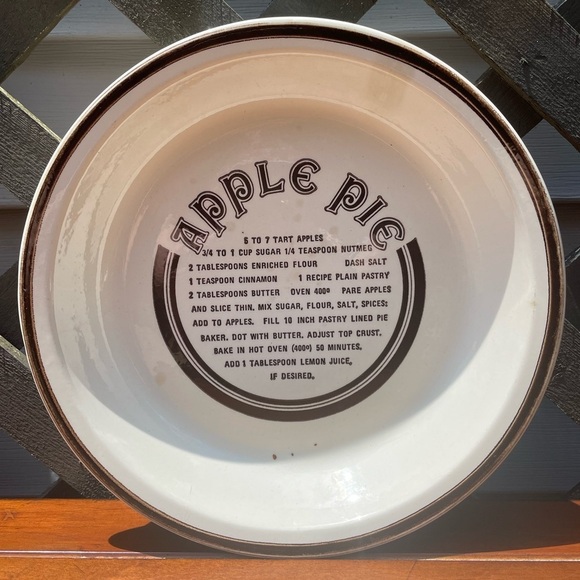 APPLE PIE
5 TO 7 TART APPLES
3/4 TO 1 CUP SUGAR 1/4 TEASPOON NUTMEG
2 TABLESPOONS ENRICHED FLOUR DASH SALT
1 TEASPOON CINNAMON 1 RECIPE PLAIN PASTRY
2 TABLESPOONS BUTTER OVEN 400º PARE APPLES
AND SLICE THIN. MIX SUGAR, FLOUR, SALT, SPICES;
ADD TO APPLES. FILL 10 INCH PASTRY LINED PIE
BAKER. DOT WITH BUTTER. ADJUST TOP CRUST.
BAKE IN HOT OVEN (400º) 50 MINUTES.
ADD 1 TABLESPOON LEMON JUICE,
IF DESIRED.